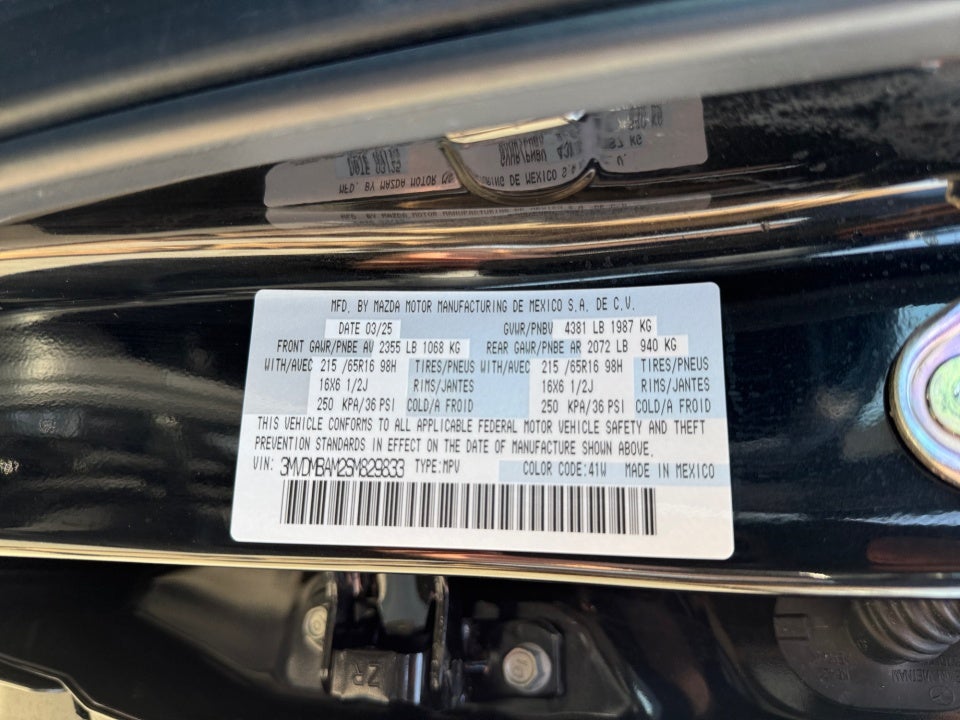 MFD. BY MAZDA MOTOR MANUFACTURING DE MEXICO S.A. DE C.V.
DATE 03/25 GVWR/PNBV 4381 LB 1987 KG
FRONT GAWR/PNBE AV 2355 LB 1068 KG REAR GAWR/PNBE AR 2072 LB 940 KG
WITH/AVEC 215 /65R16 98H TIRES/PNEUS WITH/AVEC 215 /65R16 98H TIRES/PNEUS
16X6 1/2J RIMS/JANTES 16X6 1/2J RIMS/JANTES
250 KPA/36 PSI COLD/A FROID 250 KPA/36 PSI COLD/A FROID
THIS VEHICLE CONFORMS TO ALL APPLICABLE FEDERAL MOTOR VEHICLE SAFETY AND THEFT
PREVENTION STANDARDS IN EFFECT ON THE DATE OF MANUFACTURE SHOWN ABOVE.
VIN: 3MVDMBAM2SM829833 TYPE:MPV COLOR CODE:41W MADE IN MEXICO
ZR